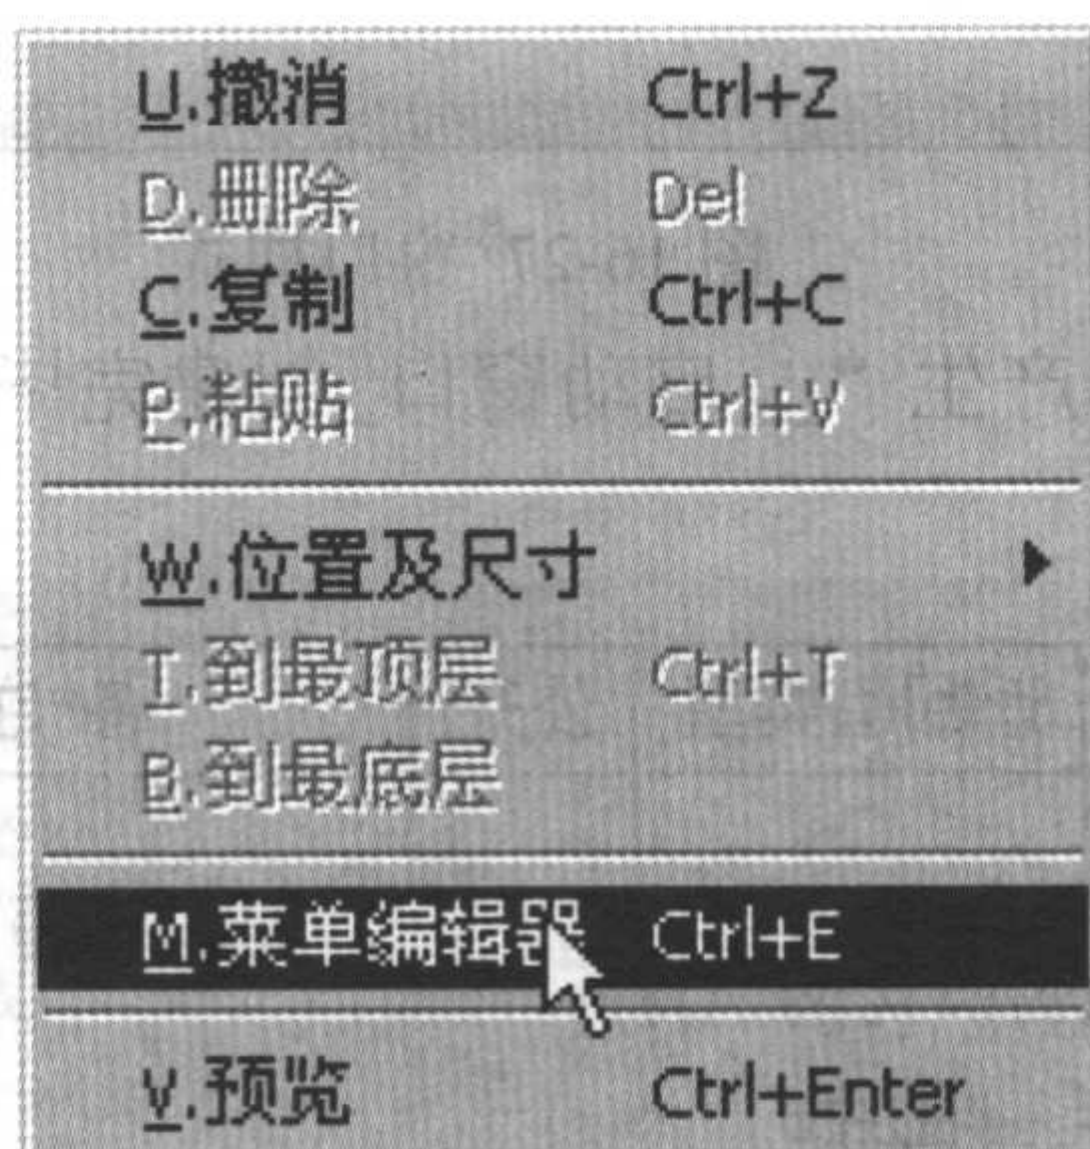 U.撤消 Ctrl+Z
D.删除 Del
C.复制 Ctrl+C
P.粘贴 Ctrl+V
W.位置及尺寸
T.到最顶层 Ctrl+T
B.到最底层
M.菜单编辑器 Ctrl+E
V.预览 Ctrl+Enter